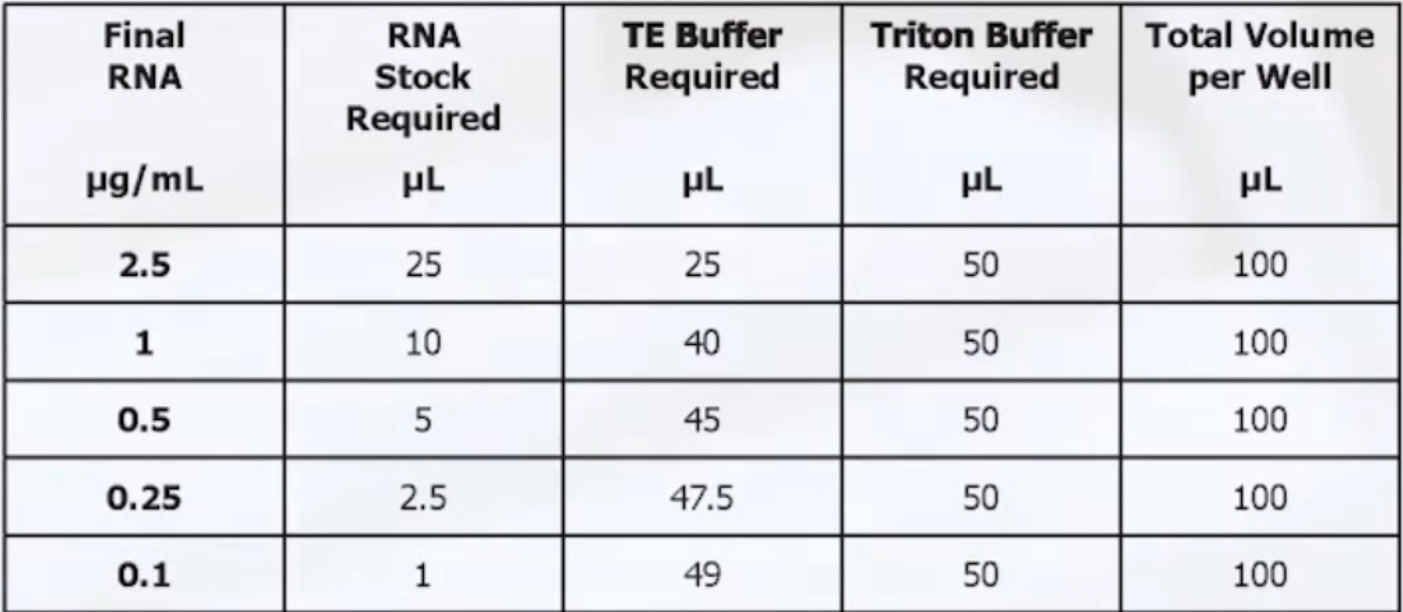 Final RNA µg/mL	RNA Stock Required µL	TE Buffer Required µL	Triton Buffer Required µL	Total Volume per Well µL
2.5	25	25	50	100
1	10	40	50	100
0.5	5	45	50	100
0.25	2.5	47.5	50	100
0.1	1	49	50	100